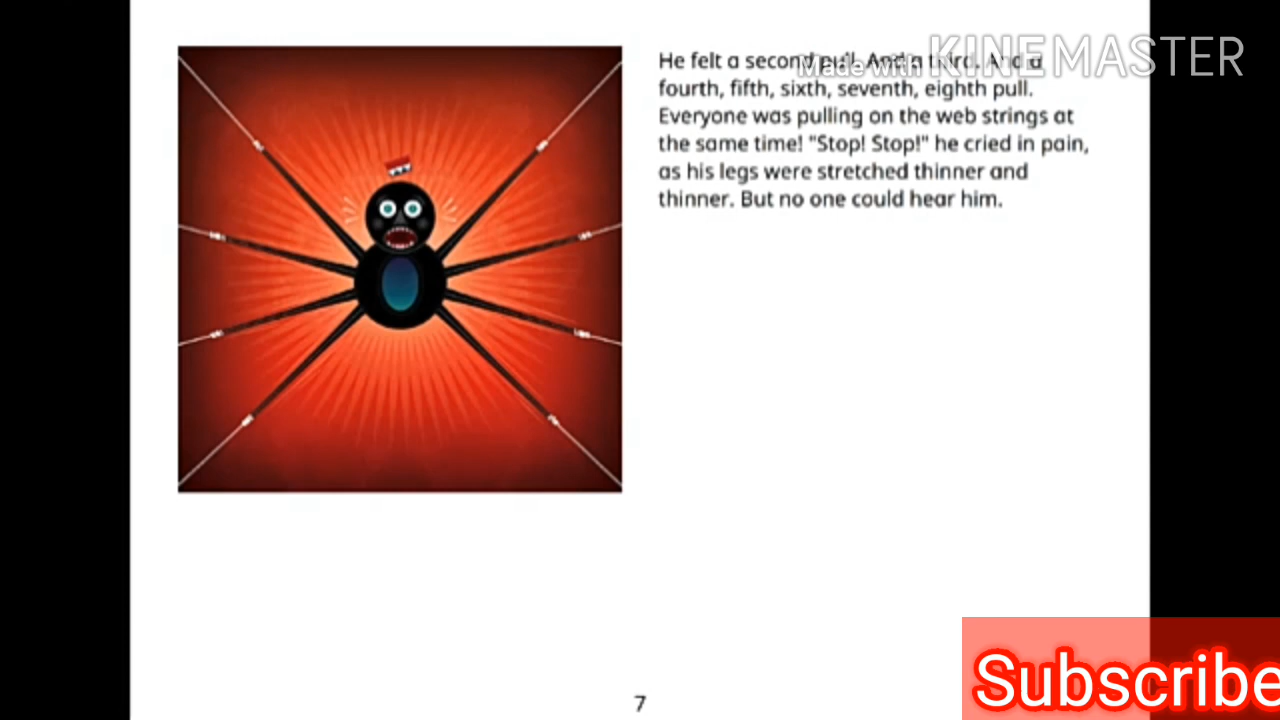 He felt a second pull. And a third. And a
fourth, fifth, sixth, seventh, eighth pull.
Everyone was pulling on the web strings at
the same time! "Stop! Stop!" he cried in pain,
as his legs were stretched thinner and
thinner. But no one could hear him.
Made with KINEMASTER
7
Subscribe